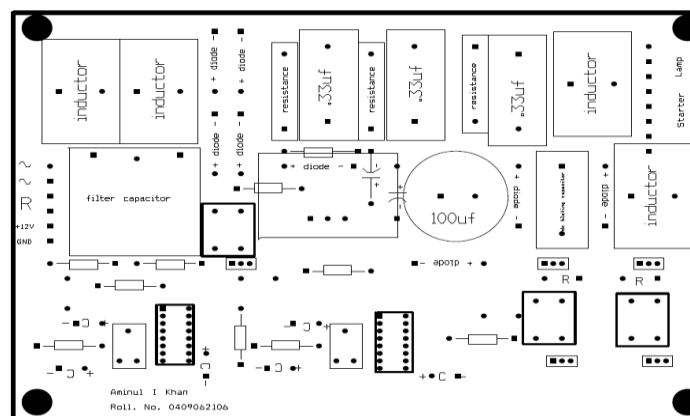 inductor
inductor
+ diode -
+ diode -
resistance
.33uf
resistance
.33uf
resistance
.33uf
inductor
Starter Lamp
+ diode -
+ diode -
+ diode -
~
~
R
+12V
GND
filter capacitor
- +
+
-
100uf
- diode +
- diode +
inductor
- diode +
R
R
- C +
- C +
- C +
+ C -
- C +
- C +
+ C -
Aminul I Khan
Roll. No. 0409062106